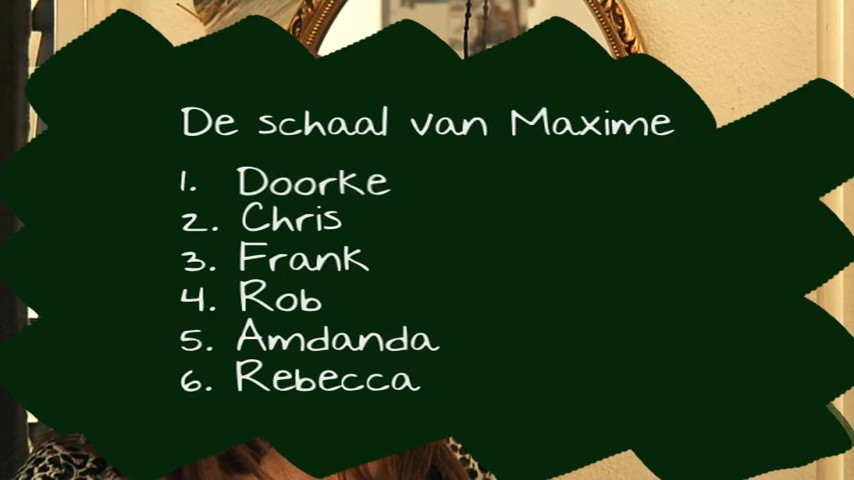 De schaal van Maxime
1. Doorke
2. Chris
3. Frank
4. Rob
5. Amdanda
6. Rebecca